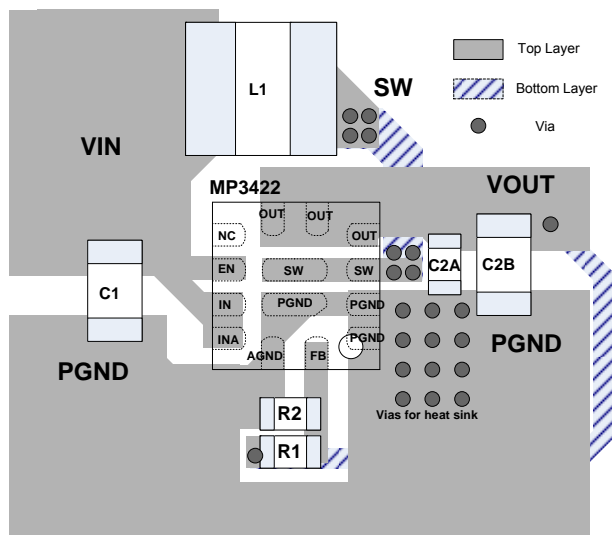 L1
SW
Top Layer
Bottom Layer
Via
VIN
MP3422
VOUT
OUT
OUT
NC
OUT
EN
SW
SW
C2A
C2B
C1
IN
PGND
PGND
INA
PGND
PGND
PGND
AGND
FB
Vias for heat sink
R2
R1